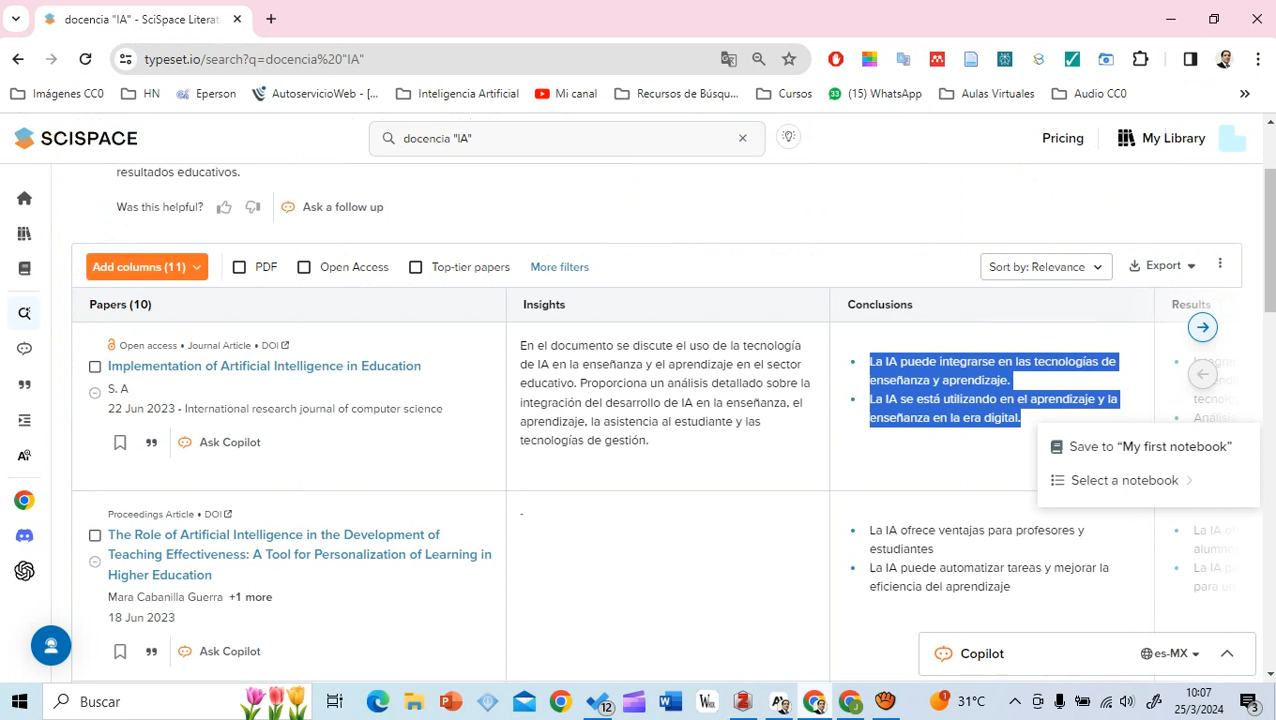 docencia "IA" - SciSpace Literat
typeset.io/search?q=docencia%20"IA"
Imágenes CC0
HN
Eperson
AutoservicioWeb - [...
Inteligencia Artificial
Mi canal
Recursos de Búsqu...
Cursos
33
(15) WhatsApp
Aulas Virtuales
Audio CC0
SCISPACE
docencia "IA"
Pricing
My Library
resultados educativos.
Was this helpful?
Ask a follow up
Add columns (11)
PDF
Open Access
Top-tier papers
More filters
Sort by: Relevance
Export
Papers (10)
Insights
Conclusions
Results
Open access • Journal Article • DOI
Implementation of Artificial Intelligence in Education
S. A
22 Jun 2023 - International research journal of computer science
Ask Copilot
En el documento se discute el uso de la tecnología
de IA en la enseñanza y el aprendizaje en el sector
educativo. Proporciona un análisis detallado sobre la
integración del desarrollo de IA en la enseñanza, el
aprendizaje, la asistencia al estudiante y las
tecnologías de gestión.
• La IA puede integrarse en las tecnologías de
enseñanza y aprendizaje.
• La IA se está utilizando en el aprendizaje y la
enseñanza en la era digital.
Save to “My first notebook”
Select a notebook
Proceedings Article • DOI
The Role of Artificial Intelligence in the Development of
Teaching Effectiveness: A Tool for Personalization of Learning in
Higher Education
Mara Cabanilla Guerra +1 more
18 Jun 2023
Ask Copilot
-
• La IA ofrece ventajas para profesores y
estudiantes
• La IA puede automatizar tareas y mejorar la
eficiencia del aprendizaje
Copilot
es-MX
Buscar
12
31°C
10:07
25/3/2024
3